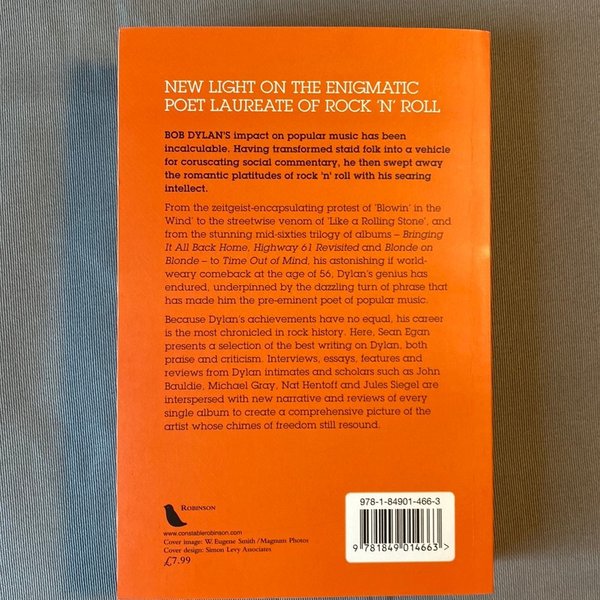 NEW LIGHT ON THE ENIGMATIC
POET LAUREATE OF ROCK 'N' ROLL
BOB DYLAN'S impact on popular music has been
incalculable. Having transformed staid folk into a vehicle
for coruscating social commentary, he then swept away
the romantic platitudes of rock 'n' roll with his searing
intellect.
From the zeitgeist-encapsulating protest of 'Blowin' in the
Wind' to the streetwise venom of 'Like a Rolling Stone', and
from the stunning mid-sixties trilogy of albums – Bringing
It All Back Home, Highway 61 Revisited and Blonde on
Blonde – to Time Out of Mind, his astonishing if world-
weary comeback at the age of 56, Dylan's genius has
endured, underpinned by the dazzling turn of phrase that
has made him the pre-eminent poet of popular music.
Because Dylan's achievements have no equal, his career
is the most chronicled in rock history. Here, Sean Egan
presents a selection of the best writing on Dylan, both
praise and criticism. Interviews, essays, features and
reviews from Dylan intimates and scholars such as John
Bauldie, Michael Gray, Nat Hentoff and Jules Siegel are
interspersed with new narrative and reviews of every
single album to create a comprehensive picture of the
artist whose chimes of freedom still resound.
ROBINSON
www.constablerobinson.com
Cover image: W. Eugene Smith/Magnum Photos
Cover design: Simon Levy Associates
£7.99
978-1-84901-466-3
9 781849 014663>